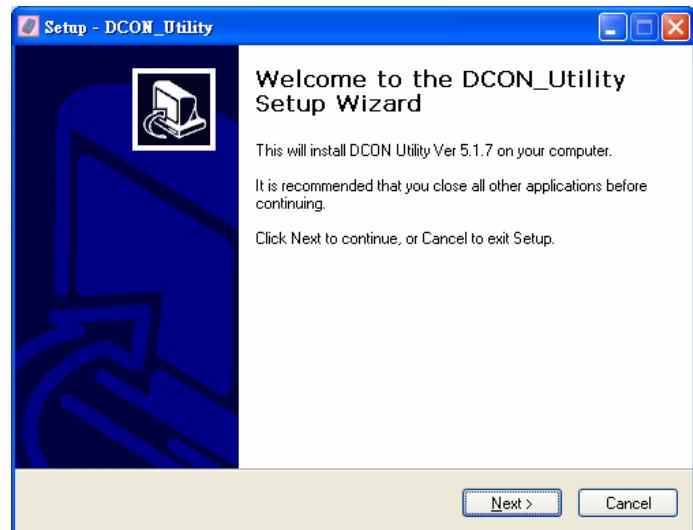 Setup - DCON_Utility
Welcome to the DCON_Utility
Setup Wizard
This will install DCON Utility Ver 5.1.7 on your computer.
It is recommended that you close all other applications before
continuing.
Click Next to continue, or Cancel to exit Setup.
Next >
Cancel